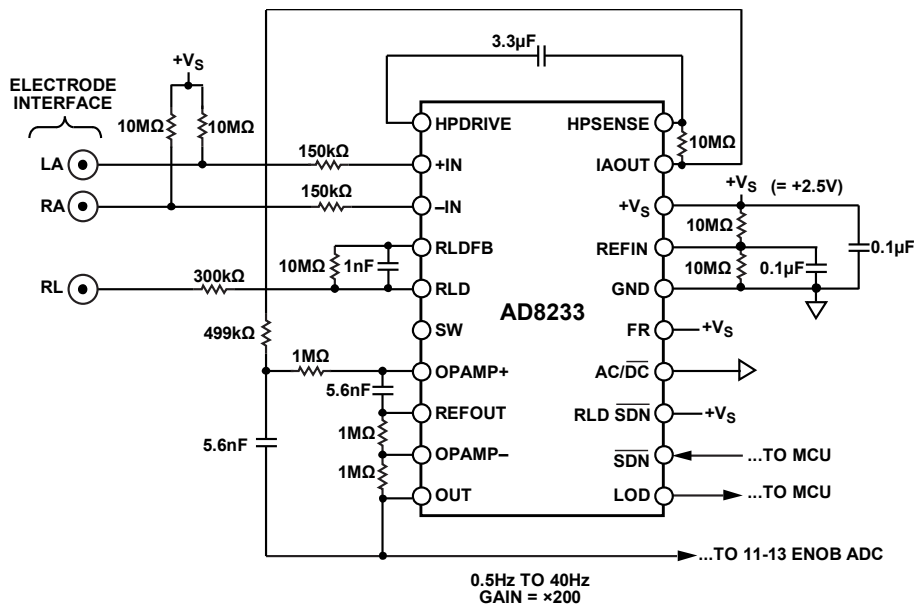 3.3µF
+VS
ELECTRODE
INTERFACE
10MΩ
10MΩ
HPDRIVE
HPSENSE
10MΩ
LA
150kΩ
+IN
IAOUT
RA
150kΩ
–IN
+VS
+VS (= +2.5V)
10MΩ
RLDFB
REFIN
10MΩ
1nF
10MΩ
0.1µF
0.1µF
RL
300kΩ
RLD
GND
AD8233
499kΩ
SW
FR
+VS
1MΩ
OPAMP+
AC/DC
5.6nF
REFOUT
RLD SDN
+VS
5.6nF
1MΩ
OPAMP–
SDN
...TO MCU
1MΩ
OUT
LOD
...TO MCU
...TO 11-13 ENOB ADC
0.5Hz TO 40Hz
GAIN = ×200